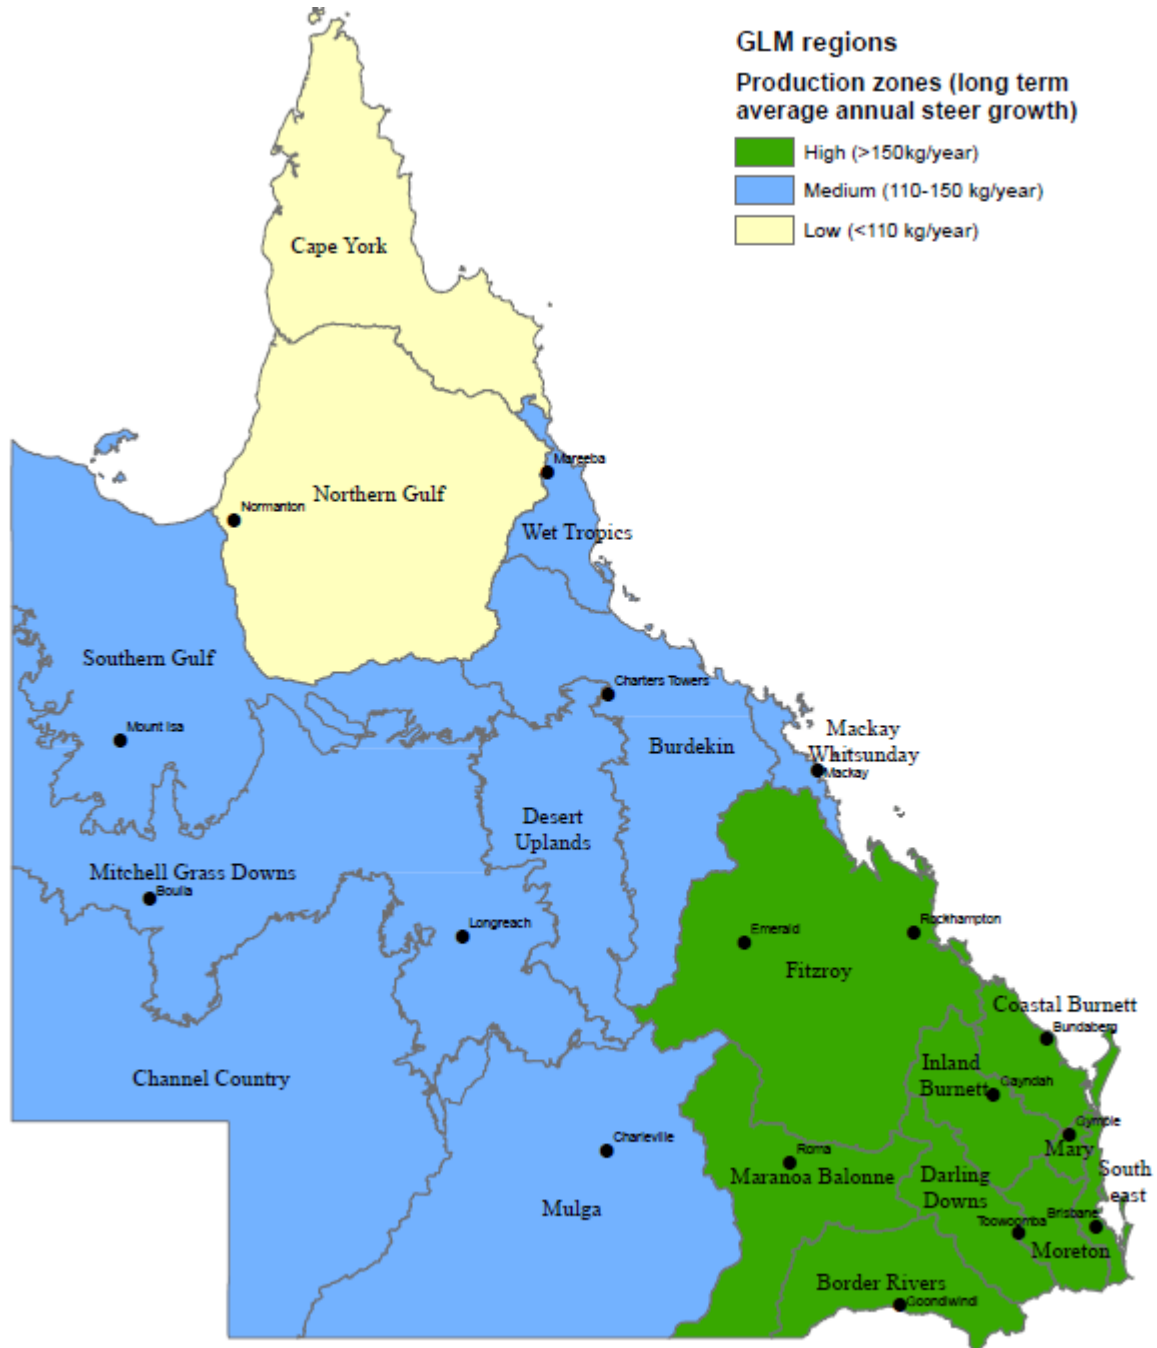 GLM regions
Production zones (long term
average annual steer growth)
High (>150kg/year)
Medium (110-150 kg/year)
Low (<110 kg/year)
Cape York
Mareeba
Northern Gulf
Normanton
Wet Tropics
Southern Gulf
Charters Towers
Mount Isa
Mackay
Whitsunday
Burdekin
Mackay
Desert
Uplands
Mitchell Grass Downs
Boulia
Longreach
Rockhampton
Emerald
Fitzroy
Coastal Burnett
Bundaberg
Inland
Burnett
Gayndah
Channel Country
Gympie
Charleville
Roma
Mary
Maranoa Balonne
Darling
Downs
South
east
Mulga
Brisbane
Toowoomba
Moreton
Border Rivers
Goondiwindi